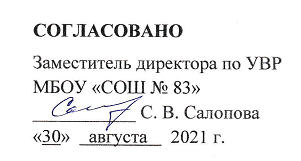 СОГЛАСОВАНО
Заместитель директора по УВР
МБОУ «СОШ № 83»
С. В. Салопова
«30» августа 2021 г.